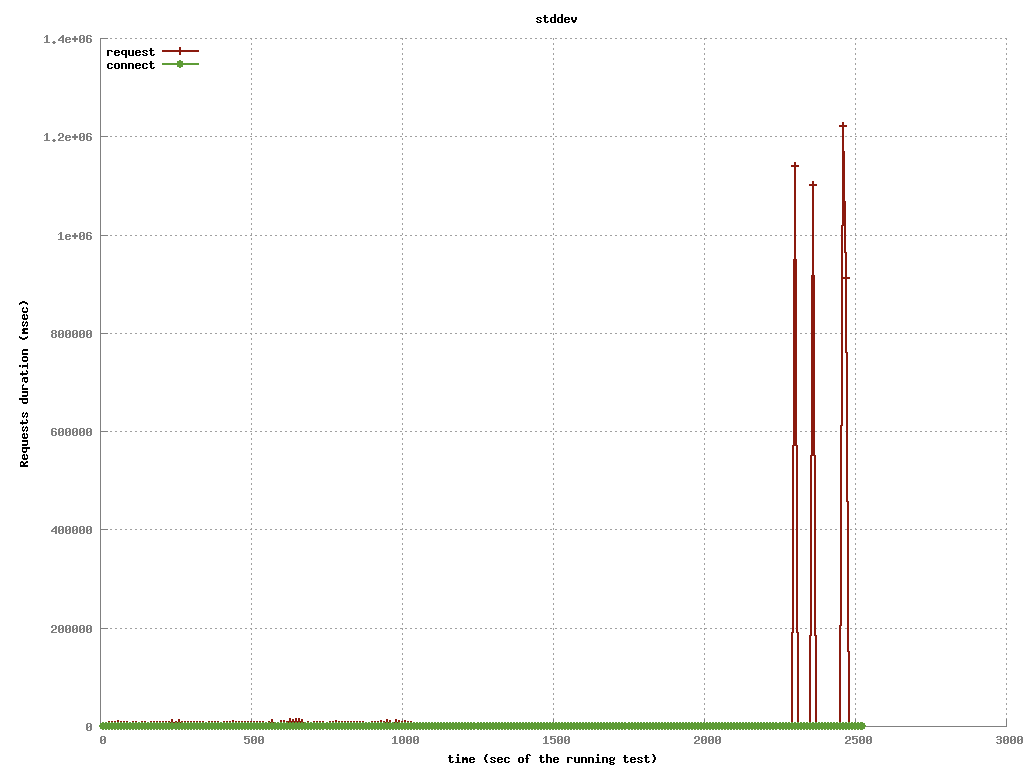 stddev
1.4e+06
request
connect
1.2e+06
1e+06
800000
600000
400000
200000
0
Requests duration (msec)
0 500 1000 1500 2000 2500 3000
time (sec of the running test)